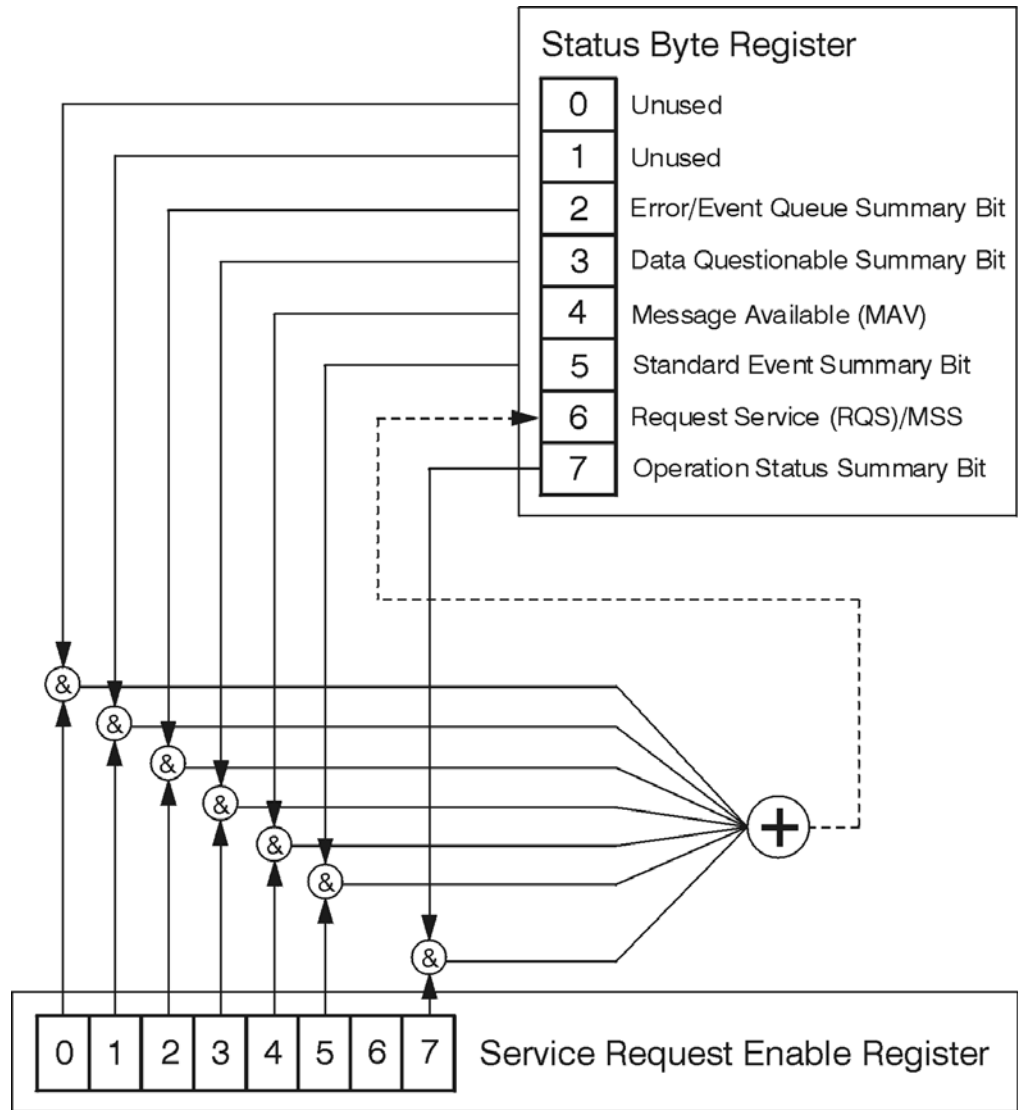 Status Byte Register
0 Unused
1 Unused
2 Error/Event Queue Summary Bit
3 Data Questionable Summary Bit
4 Message Available (MAV)
5 Standard Event Summary Bit
6 Request Service (RQS)/MSS
7 Operation Status Summary Bit
&
&
&
&
&
&
&
+
0 1 2 3 4 5 6 7 Service Request Enable Register